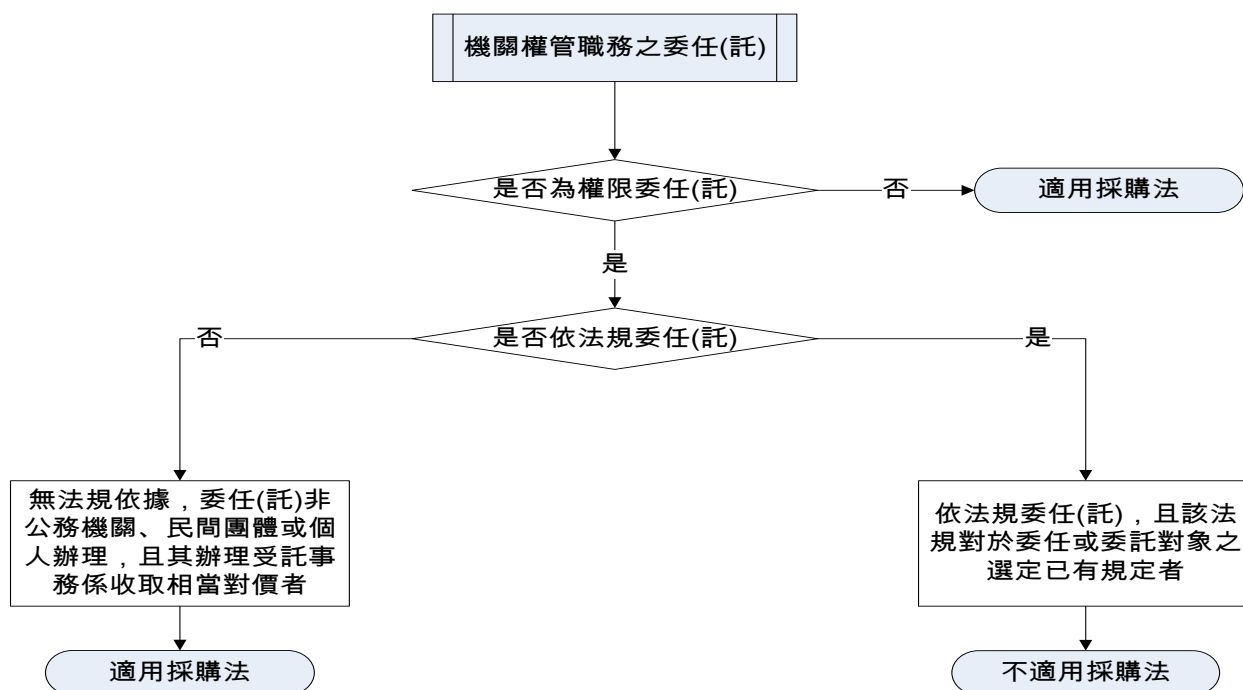 機關權管職務之委任(託)
是否為權限委任(託)
否
適用採購法
是
是否依法規委任(託)
否
是
無法規依據，委任(託)非
公務機關、民間團體或個
人辦理，且其辦理受託事
務係收取相當對價者
依法規委任(託)，且該法
規對於委任或委託對象之
選定已有規定者
適用採購法
不適用採購法